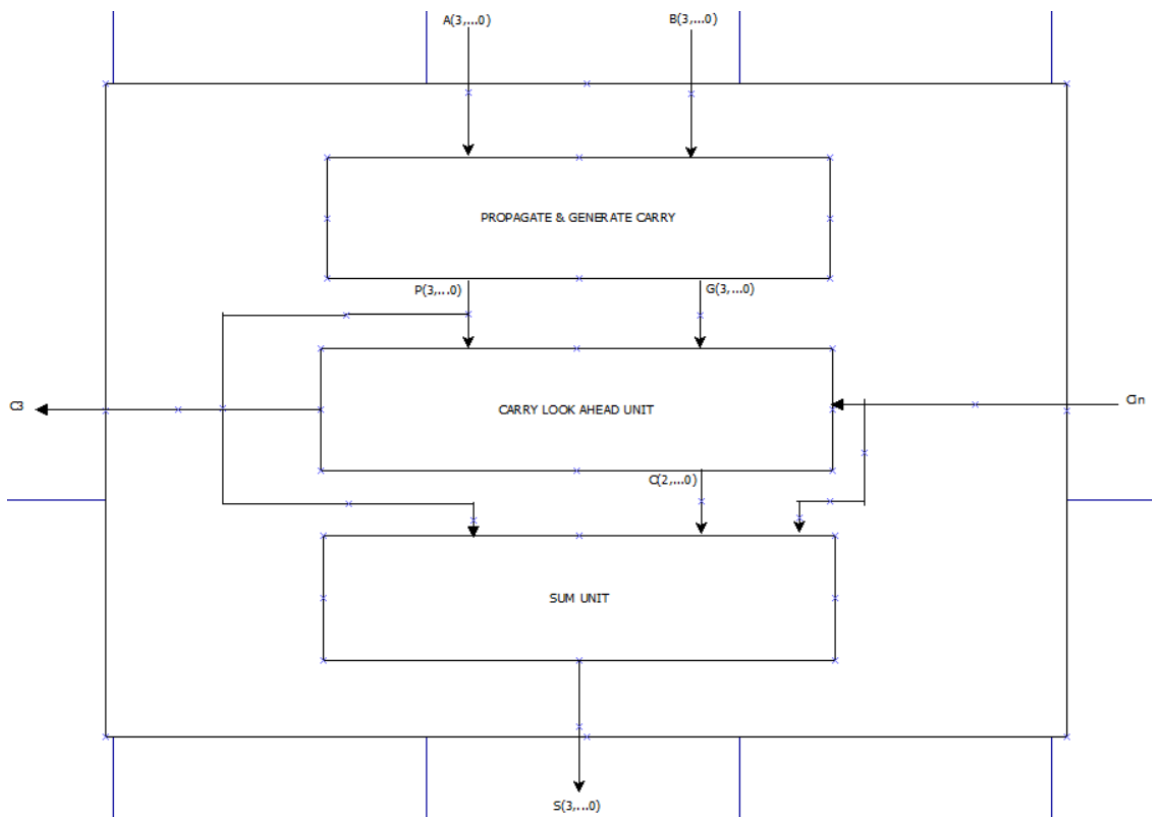 A(3,...0)
B(3,...0)
PROPAGATE & GENERATE CARRY
P(3,...0)
G(3,...0)
CARRY LOOK AHEAD UNIT
C3
Cin
C(2,...0)
SUM UNIT
S(3,...0)